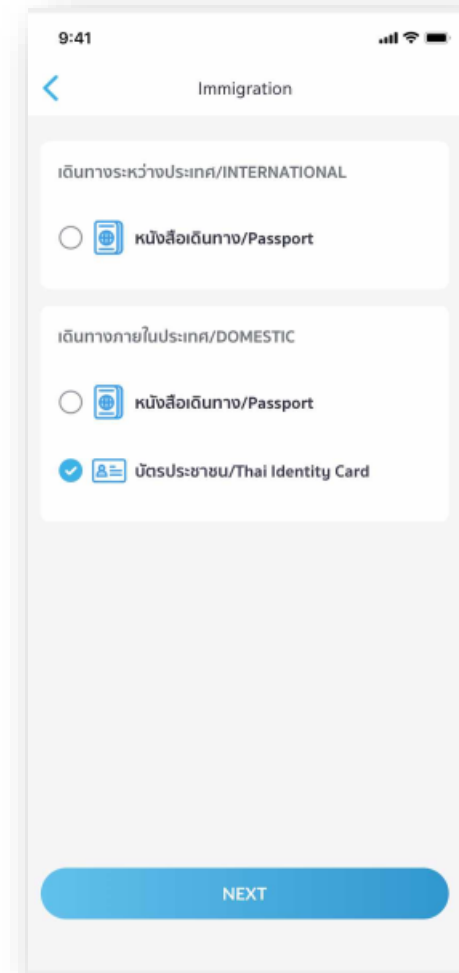 9:41
Immigration
เดินทางระหว่างประเทศ/INTERNATIONAL
หนังสือเดินทาง/Passport
เดินทางภายในประเทศ/DOMESTIC
หนังสือเดินทาง/Passport
บัตรประชาชน/Thai Identity Card
NEXT